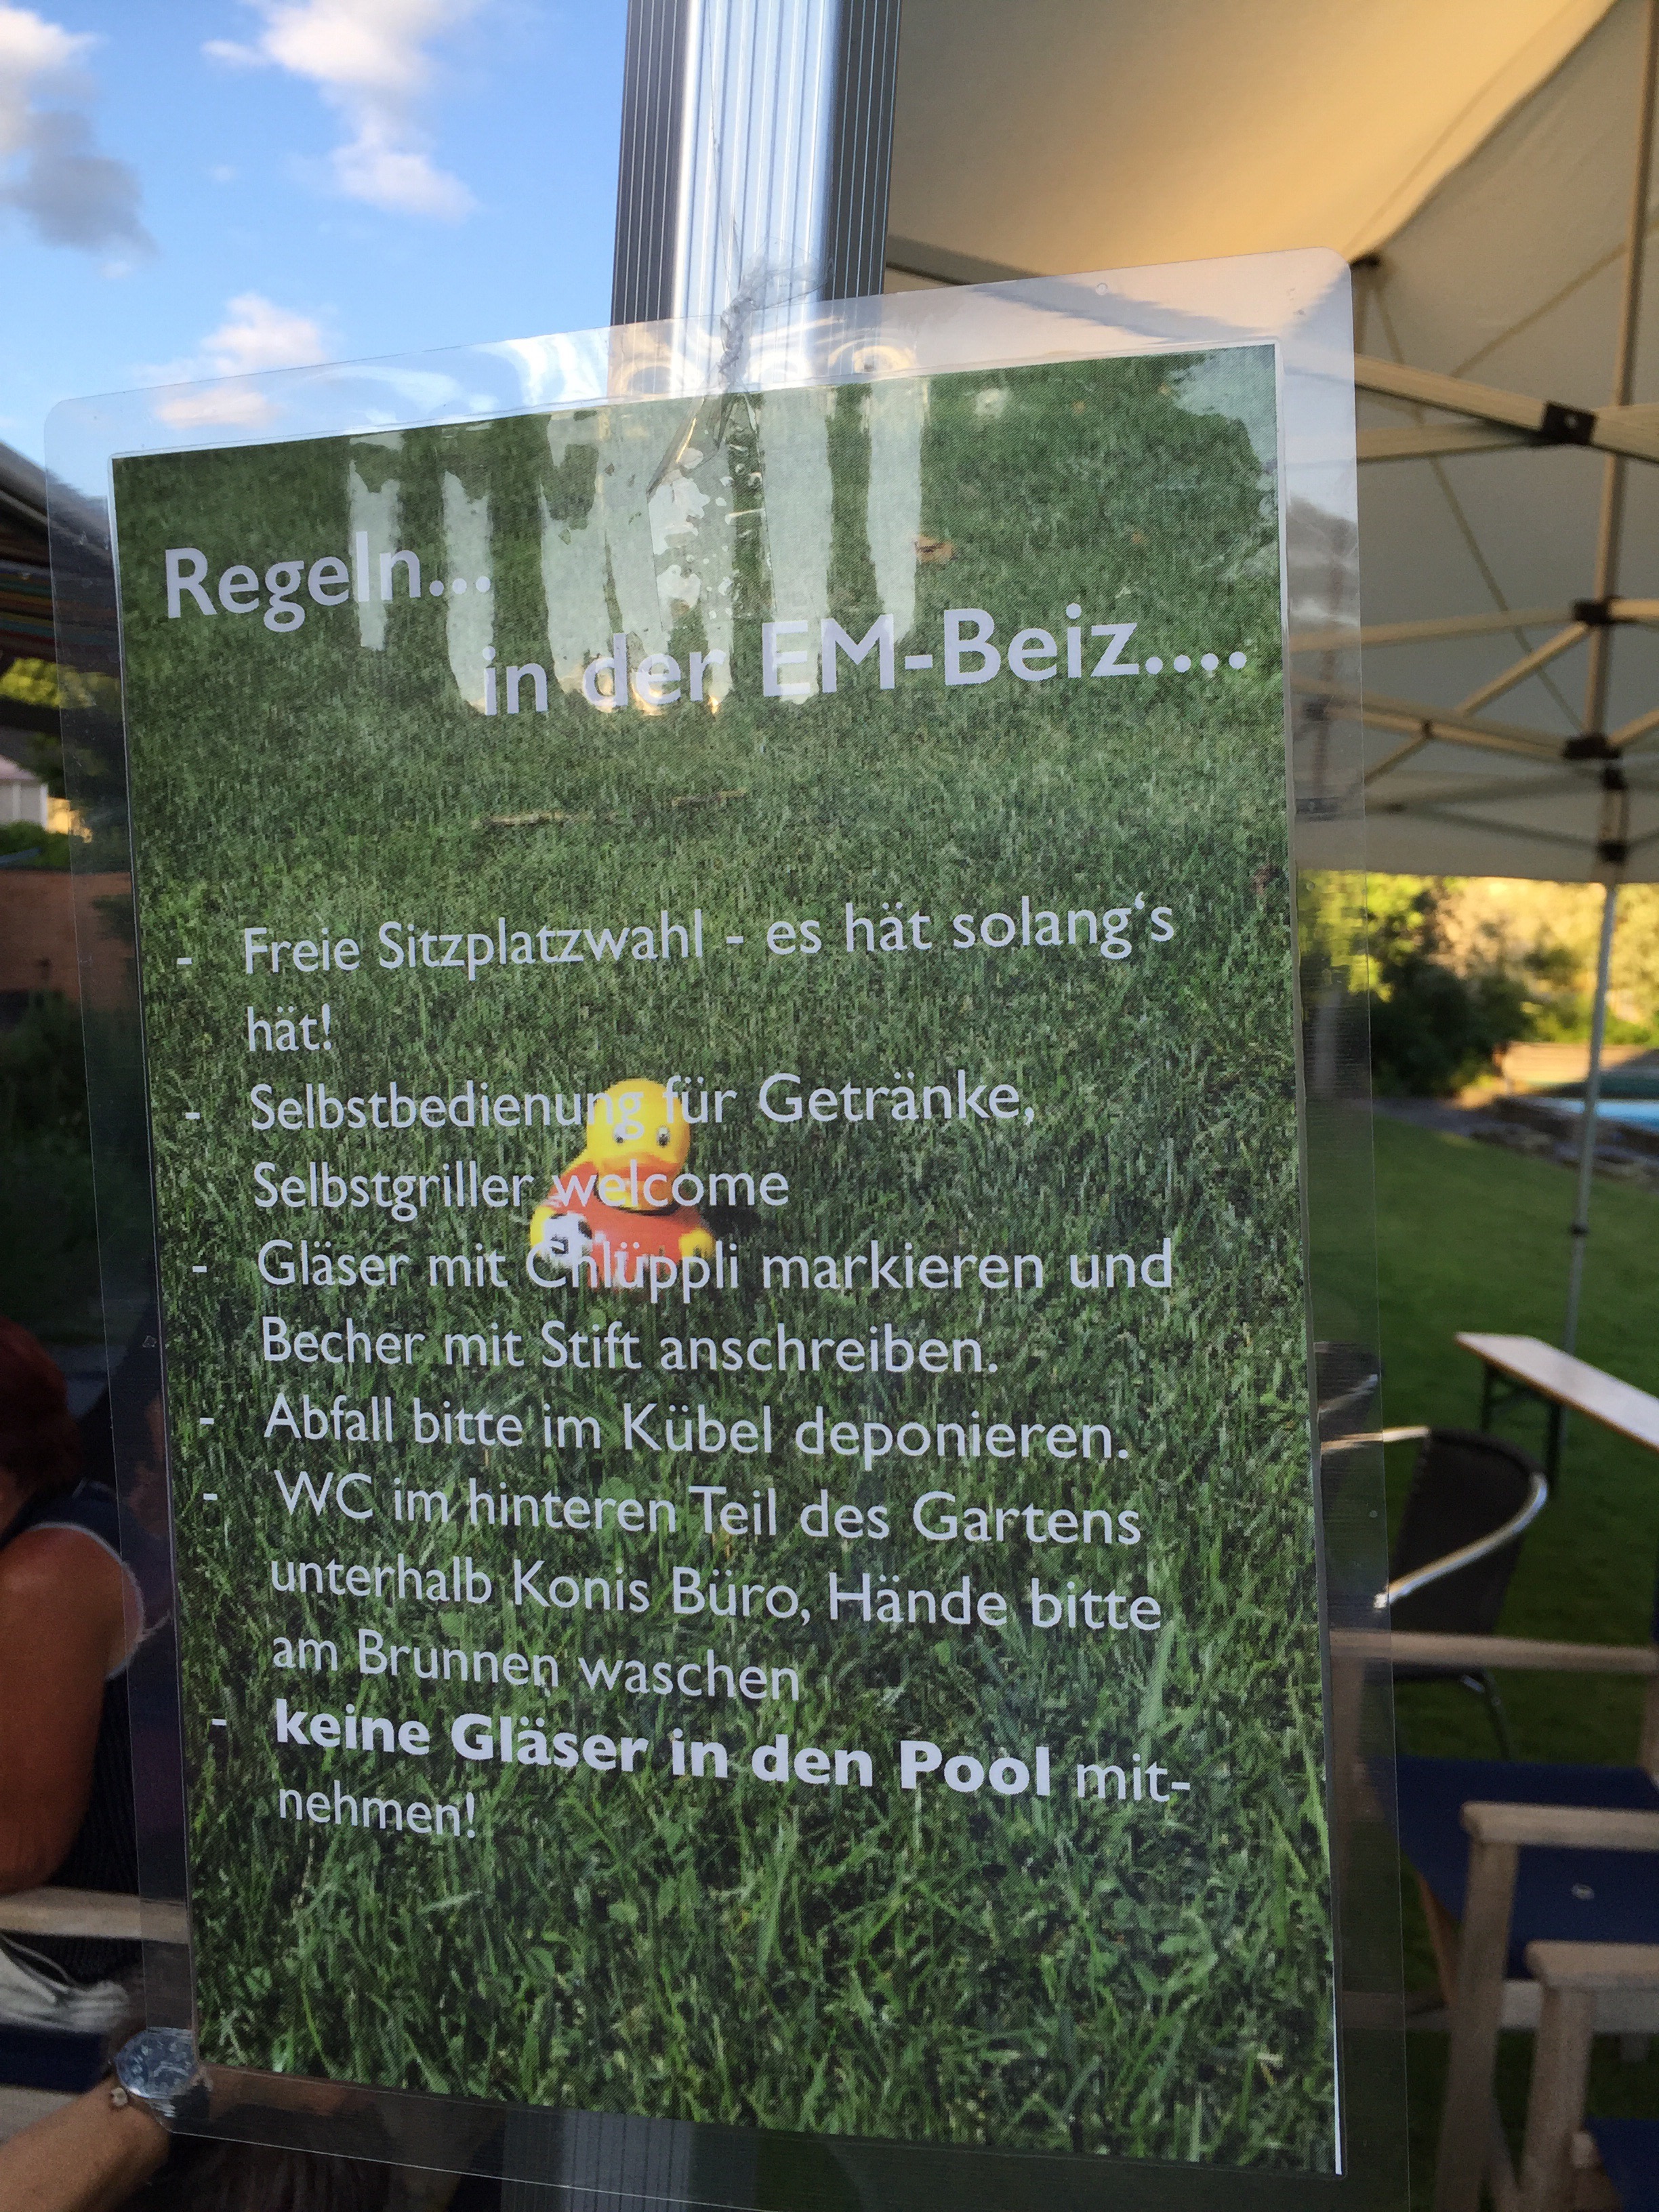 Regeln...
in der EM-Beiz....
- Freie Sitzplatzwahl - es hät solang's
hät!
- Selbstbedienung für Getränke,
Selbstgriller welcome
- Gläser mit Chlüppli markieren und
Becher mit Stift anschreiben.
- Abfall bitte im Kübel deponieren.
- WC im hinteren Teil des Gartens
unterhalb Konis Büro, Hände bitte
am Brunnen waschen
- keine Gläser in den Pool mit-
nehmen!